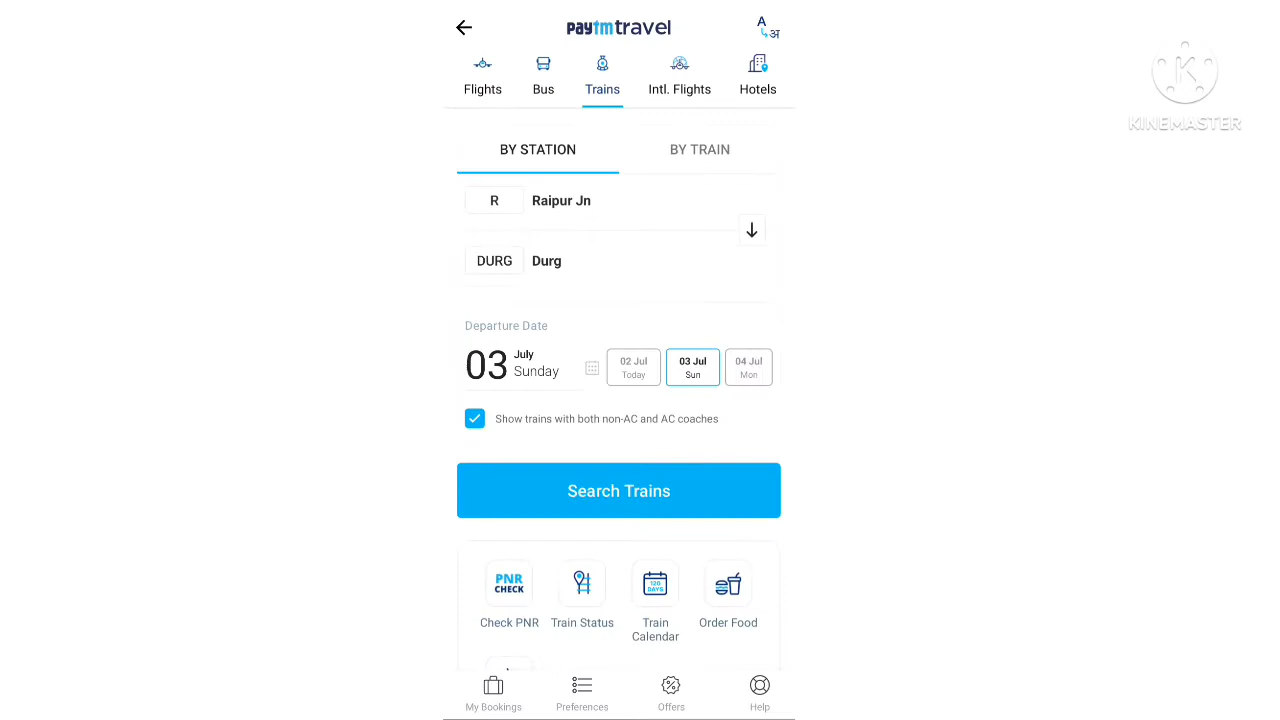 paytm travel
A
अ
Flights Bus Trains Intl. Flights Hotels
KINEMASTER
BY STATION BY TRAIN
R Raipur Jn
DURG Durg
Departure Date
03 July Sunday
02 Jul Today
03 Jul Sun
04 Jul Mon
Show trains with both non-AC and AC coaches
Search Trains
PNR CHECK
120 DAYS
Check PNR Train Status Train Calendar Order Food
My Bookings Preferences Offers Help